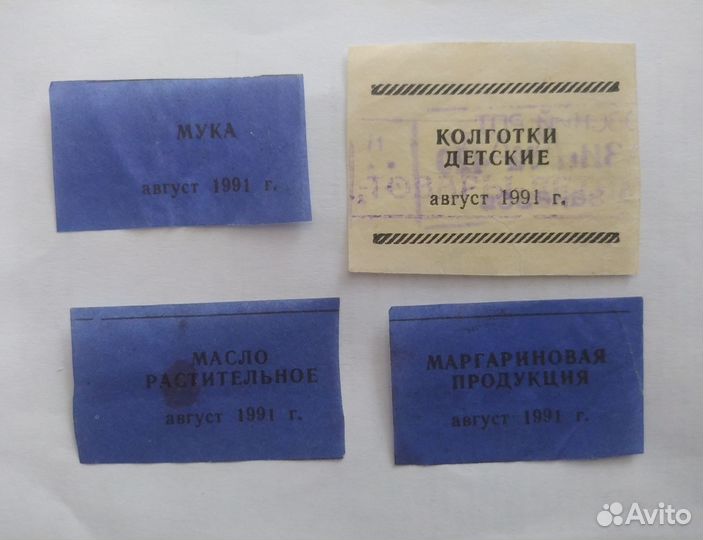 МУКА
август 1991 г.
КОЛГОТКИ
ДЕТСКИЕ
август 1991 г.
МАСЛО
РАСТИТЕЛЬНОЕ
август 1991 г.
МАРГАРИНОВАЯ
ПРОДУКЦИЯ
август 1991 г.
Avito